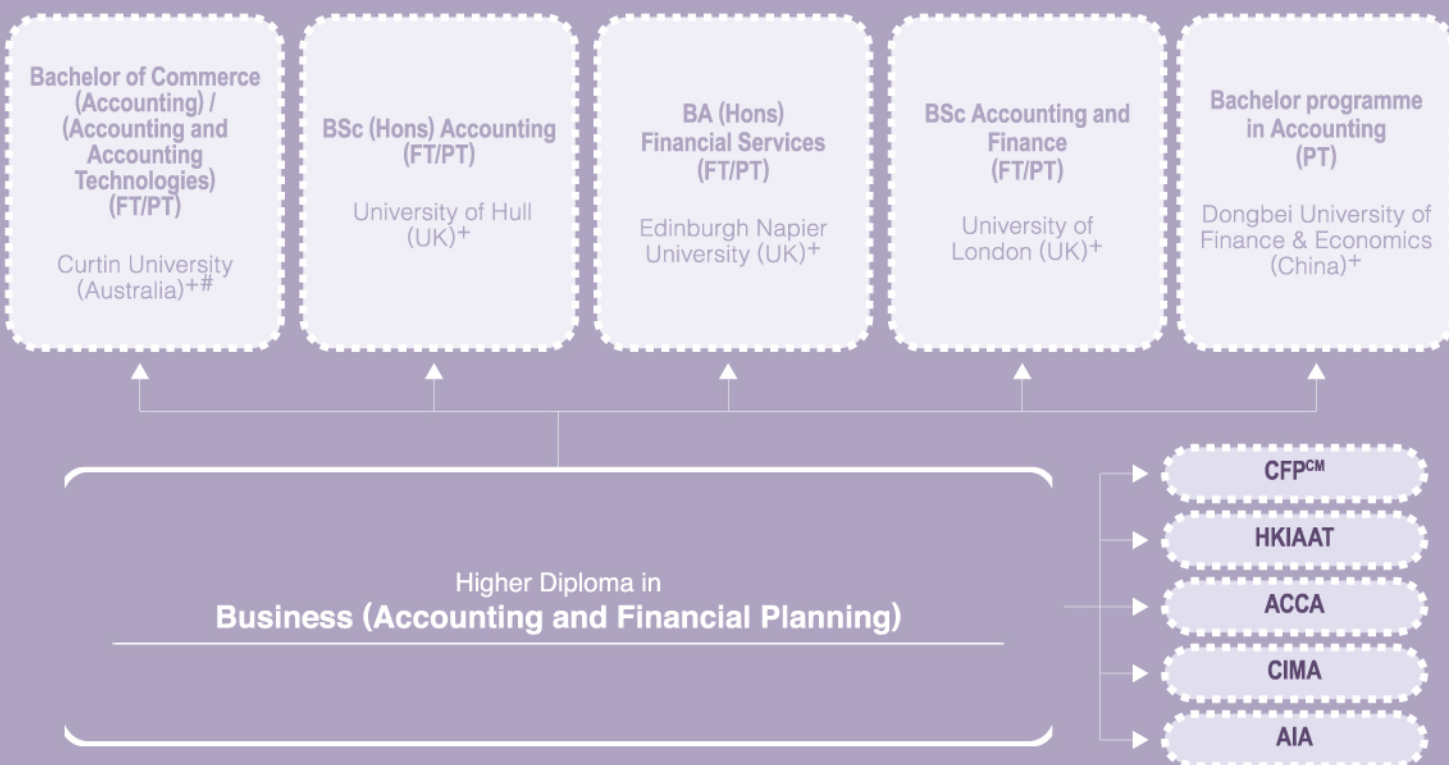 Bachelor of Commerce
(Accounting) /
(Accounting and
Accounting
Technologies)
(FT/PT)
Curtin University
(Australia)+#
BSc (Hons) Accounting
(FT/PT)
University of Hull
(UK)+
BA (Hons)
Financial Services
(FT/PT)
Edinburgh Napier
University (UK)+
BSc Accounting and
Finance
(FT/PT)
University of
London (UK)+
Bachelor programme
in Accounting
(PT)
Dongbei University of
Finance & Economics
(China)+
Higher Diploma in
Business (Accounting and Financial Planning)
CFPCM
HKIAAT
ACCA
CIMA
AIA